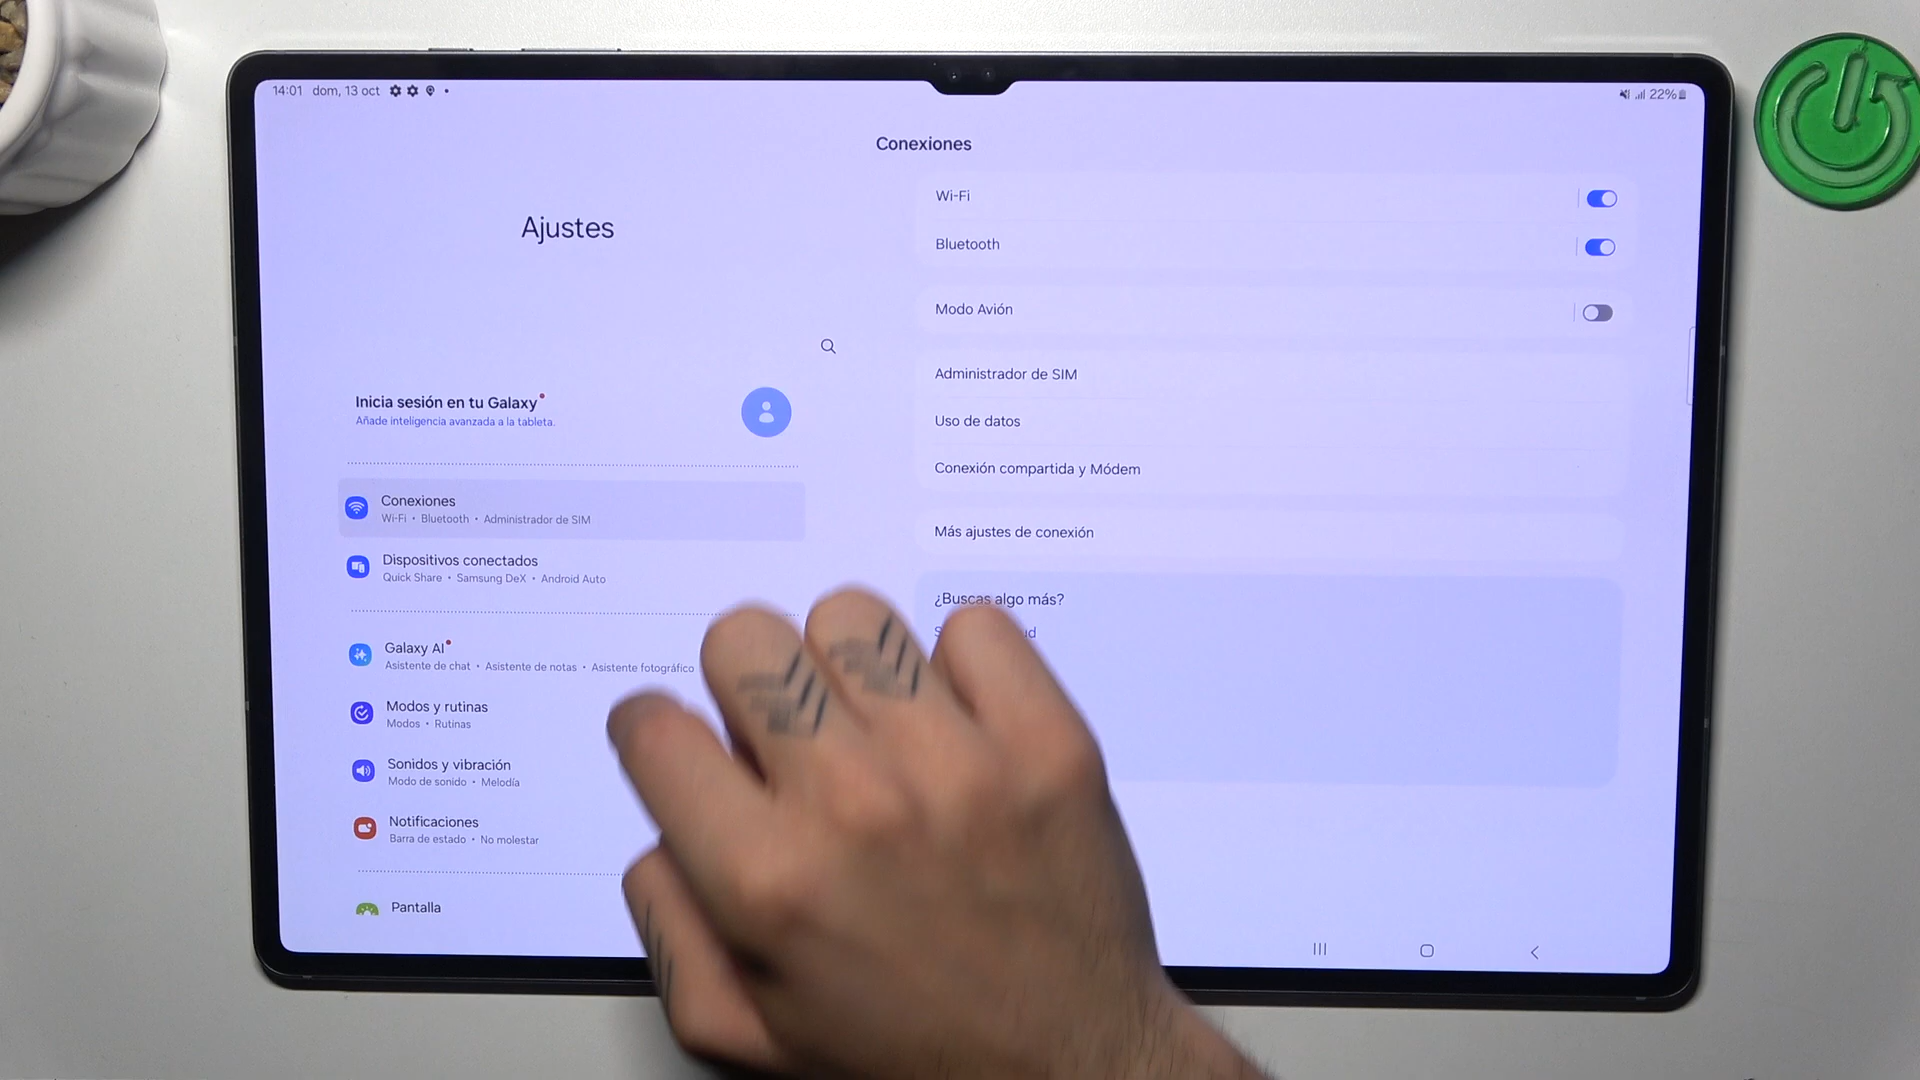 14:01 dom, 13 oct
22%
Ajustes
Inicia sesión en tu Galaxy
Añade inteligencia avanzada a la tableta.
Conexiones
Wi-Fi • Bluetooth • Administrador de SIM
Dispositivos conectados
Quick Share • Samsung DeX • Android Auto
Galaxy AI
Asistente de chat • Asistente de notas • Asistente fotográfico
Modos y rutinas
Modos • Rutinas
Sonidos y vibración
Modo de sonido • Melodía
Notificaciones
Barra de estado • No molestar
Pantalla
Conexiones
Wi-Fi
Bluetooth
Modo Avión
Administrador de SIM
Uso de datos
Conexión compartida y Módem
Más ajustes de conexión
¿Buscas algo más?